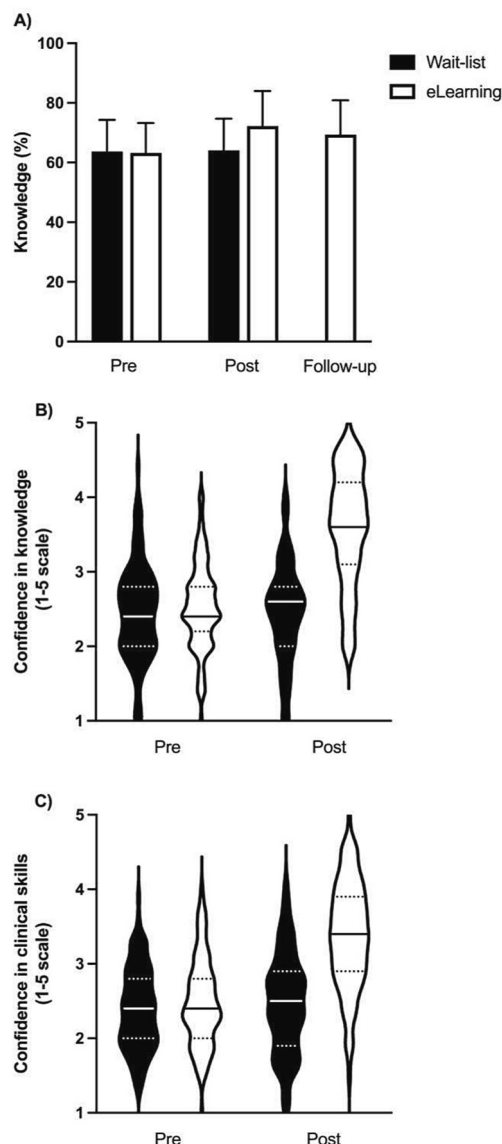 A)
100
80
60
40
20
0
Knowledge (%)
Pre
Post
Follow-up
Wait-list
eLearning
B)
5
4
3
2
1
Confidence in knowledge
(1-5 scale)
Pre
Post
C)
5
4
3
2
1
Confidence in clinical skills
(1-5 scale)
Pre
Post